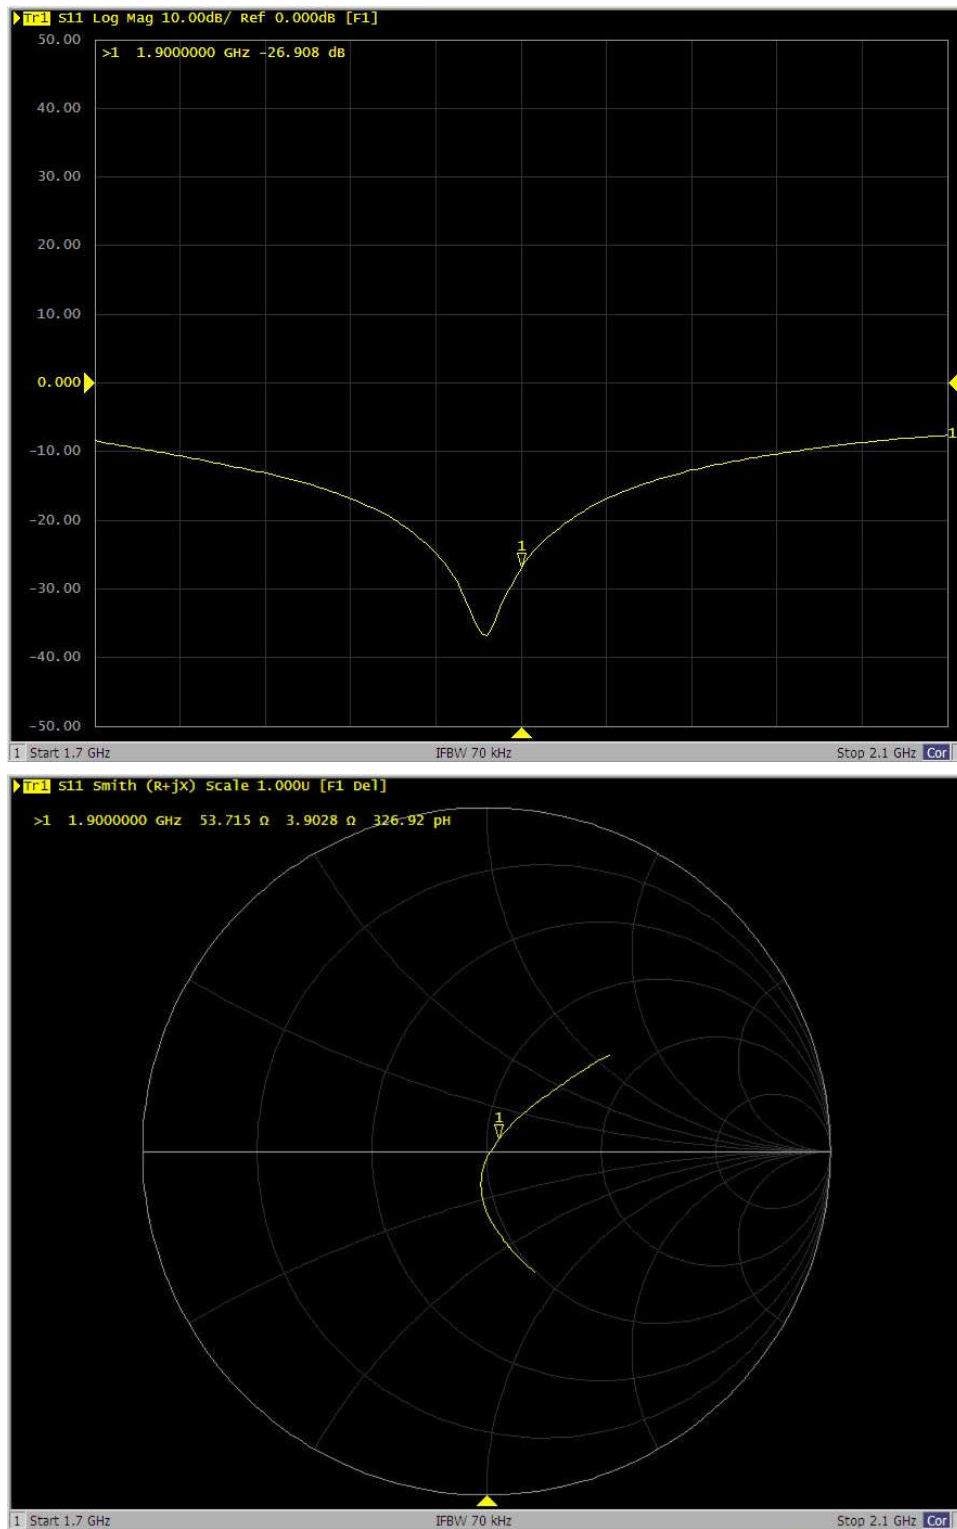 Tr1 S11 Log Mag 10.00dB/ Ref 0.000dB [F1]
50.00
>1 1.9000000 GHz -26.908 dB
40.00
30.00
20.00
10.00
0.000
-10.00
1
-20.00
1
-30.00
-40.00
-50.00
1 Start 1.7 GHz IFBW 70 kHz Stop 2.1 GHz Cor
Tr1 S11 Smith (R+jX) Scale 1.000U [F1 Del]
>1 1.9000000 GHz 53.715 Ω 3.9028 Ω 326.92 pH
1
1 Start 1.7 GHz IFBW 70 kHz Stop 2.1 GHz Cor